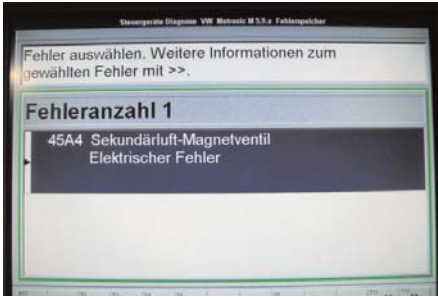 Steuergeräte Diagnose VW Motronic M 5.9.x Fehlerspeicher
Fehler auswählen. Weitere Informationen zum
gewählten Fehler mit >>.
Fehleranzahl 1
45A4 Sekundärluft-Magnetventil
Elektrischer Fehler